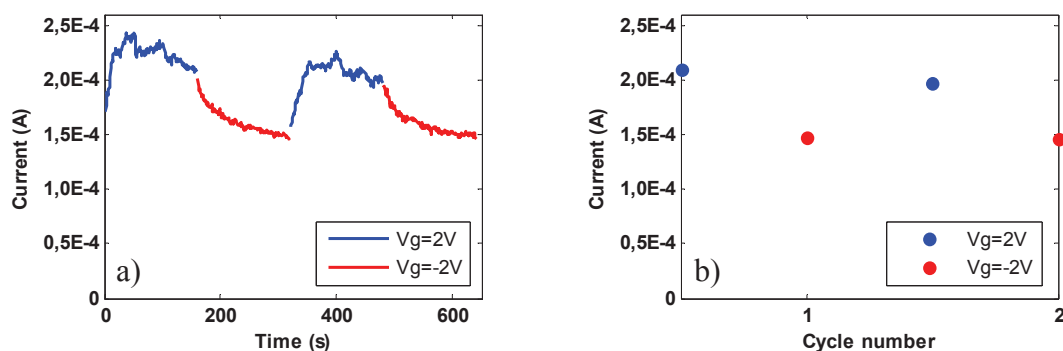 2,5E-4
2,0E-4
1,5E-4
1,0E-4
0,5E-4
0
Current (A)
a)
Vg=2V
Vg=-2V
0 200 400 600
Time (s)
2,5E-4
2,0E-4
1,5E-4
1,0E-4
0,5E-4
0
Current (A)
b)
Vg=2V
Vg=-2V
1 2
Cycle number